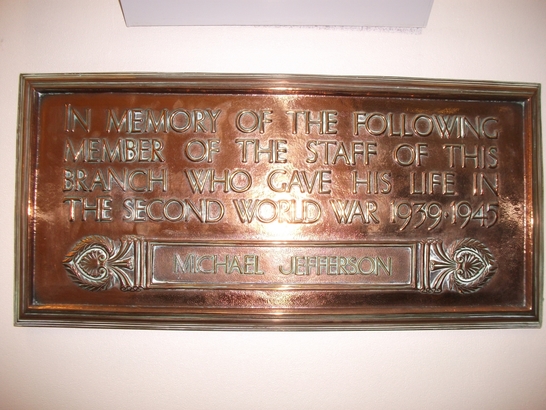 IN MEMORY OF THE FOLLOWING
MEMBER OF THE STAFF OF THIS
BRANCH WHO GAVE HIS LIFE IN
THE SECOND WORLD WAR 1939·1945
MICHAEL JEFFERSON